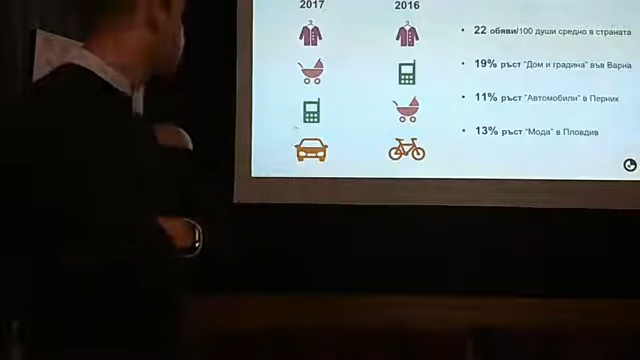 2017 2016
• 22 обяви/100 души средно в страната
• 19% ръст "Дом и градина" във Варна
• 11% ръст "Автомобили" в Перник
• 13% ръст "Мода" в Пловдив